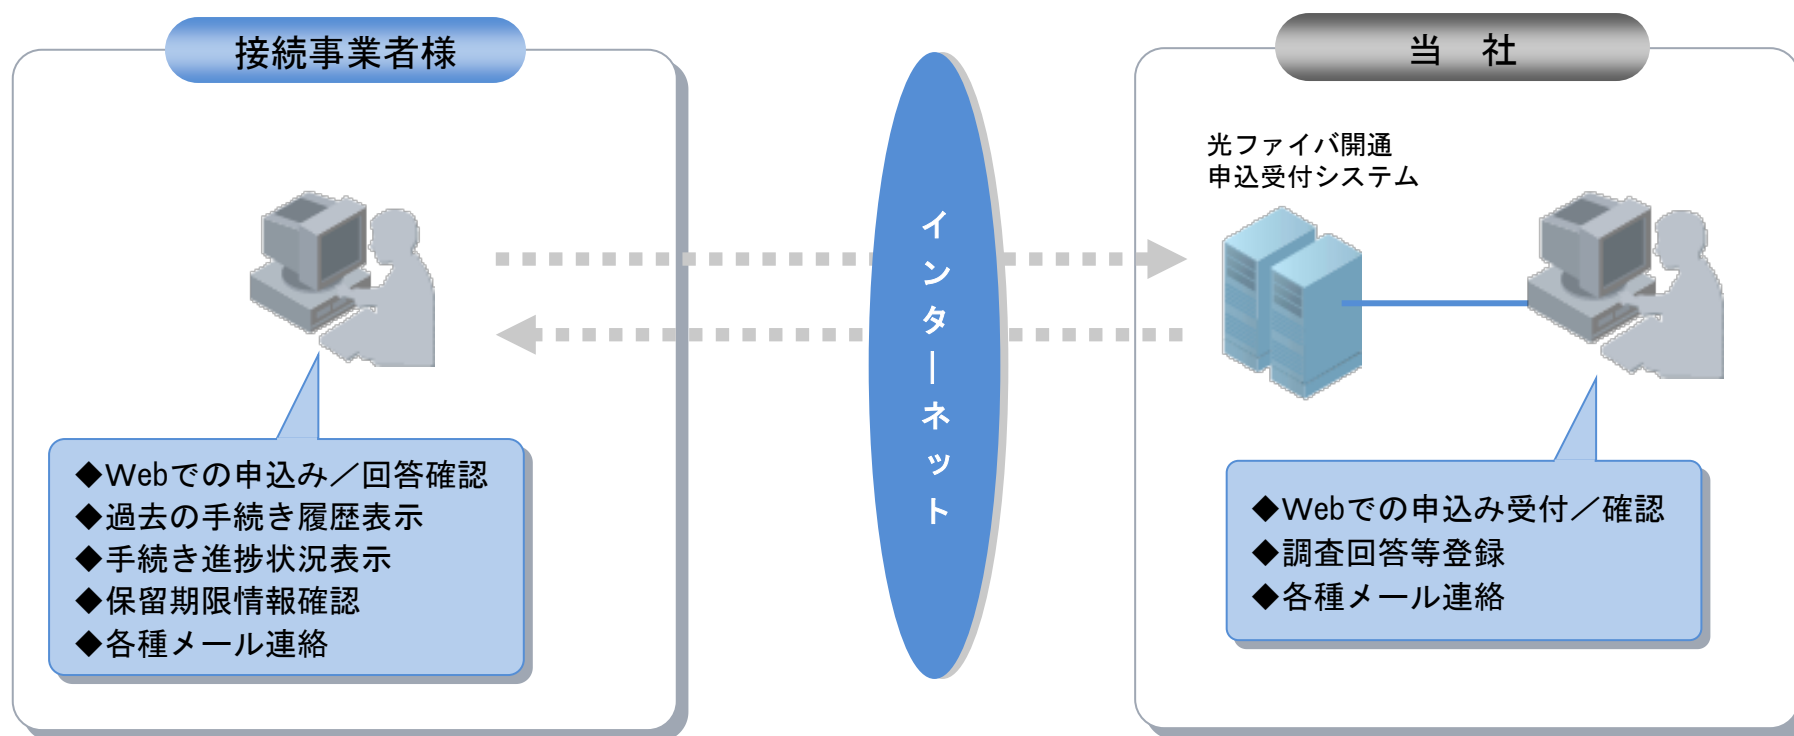 接続事業者様
◆Webでの申込み／回答確認
◆過去の手続き履歴表示
◆手続き進捗状況表示
◆保留期限情報確認
◆各種メール連絡
インターネット
当　社
光ファイバ開通
申込受付システム
◆Webでの申込み受付／確認
◆調査回答等登録
◆各種メール連絡